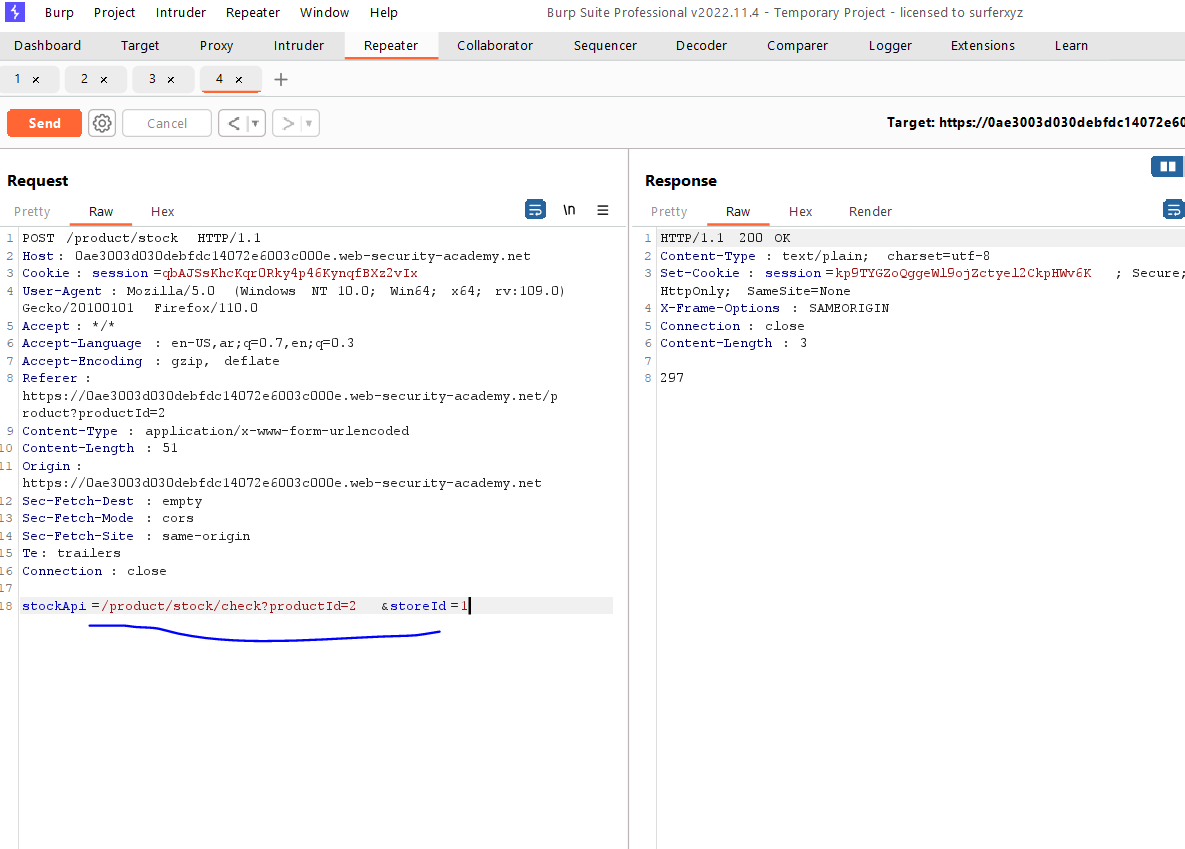 Burp Project Intruder Repeater Window Help Burp Suite Professional v2022.11.4 - Temporary Project - licensed to surferxyz
Dashboard Target Proxy Intruder Repeater Collaborator Sequencer Decoder Comparer Logger Extensions Learn
1 × 2 × 3 × 4 × +
Send Cancel < > Target: https://0ae3003d030debfdc14072e60
Request
Pretty Raw Hex \n
1 POST /product/stock HTTP/1.1
2 Host: 0ae3003d030debfdc14072e6003c000e.web-security-academy.net
3 Cookie: session=qbAJSsKhcKqrORky4p46KynqfBXz2vIx
4 User-Agent: Mozilla/5.0 (Windows NT 10.0; Win64; x64; rv:109.0)
Gecko/20100101 Firefox/110.0
5 Accept: */*
6 Accept-Language: en-US,ar;q=0.7,en;q=0.3
7 Accept-Encoding: gzip, deflate
8 Referer:
https://0ae3003d030debfdc14072e6003c000e.web-security-academy.net/p
roduct?productId=2
9 Content-Type: application/x-www-form-urlencoded
10 Content-Length: 51
11 Origin:
https://0ae3003d030debfdc14072e6003c000e.web-security-academy.net
12 Sec-Fetch-Dest: empty
13 Sec-Fetch-Mode: cors
14 Sec-Fetch-Site: same-origin
15 Te: trailers
16 Connection: close
17
18 stockApi=/product/stock/check?productId=2&storeId=1
Response
Pretty Raw Hex Render
1 HTTP/1.1 200 OK
2 Content-Type: text/plain; charset=utf-8
3 Set-Cookie: session=kp9TYGZoQggeWl9ojZctyel2CkpHWv6K; Secure;
HttpOnly; SameSite=None
4 X-Frame-Options: SAMEORIGIN
5 Connection: close
6 Content-Length: 3
7
8 297